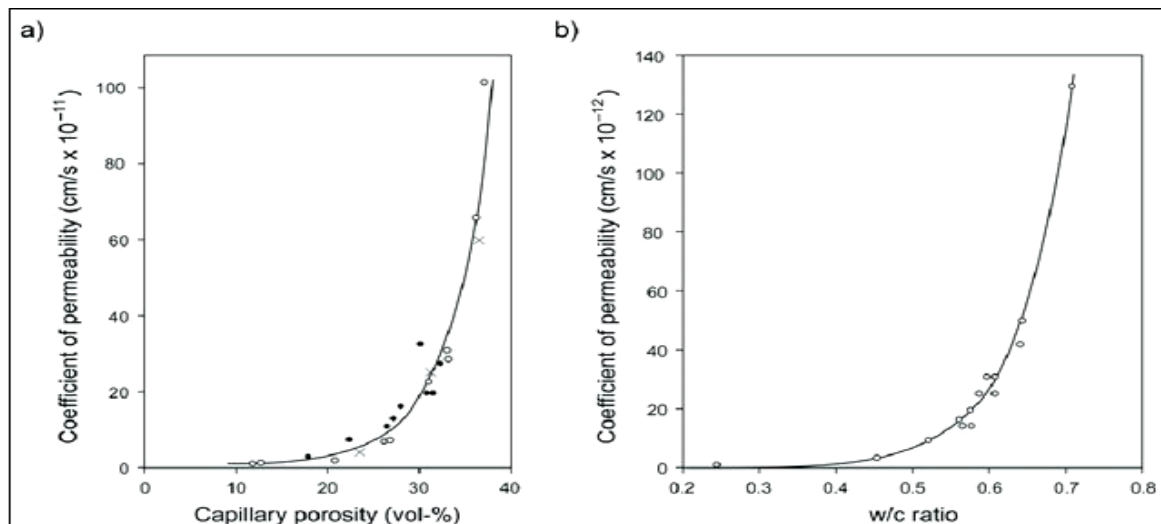 a)
Coefficient of permeability (cm/s x 10⁻¹¹)
100
80
60
40
20
0
0 10 20 30 40
Capillary porosity (vol-%)
b)
Coefficient of permeability (cm/s x 10⁻¹²)
140
120
100
80
60
40
20
0
0.2 0.3 0.4 0.5 0.6 0.7 0.8
w/c ratio